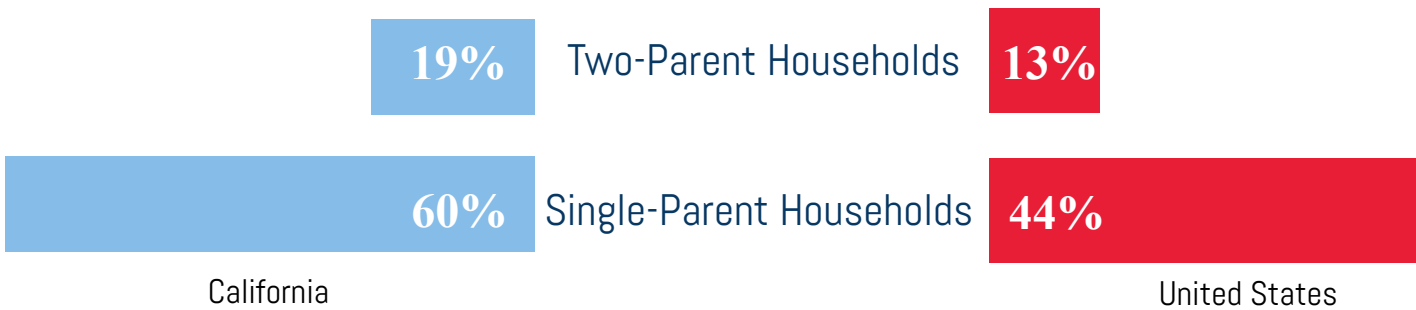 19% Two-Parent Households 13%
60% Single-Parent Households 44%
California United States